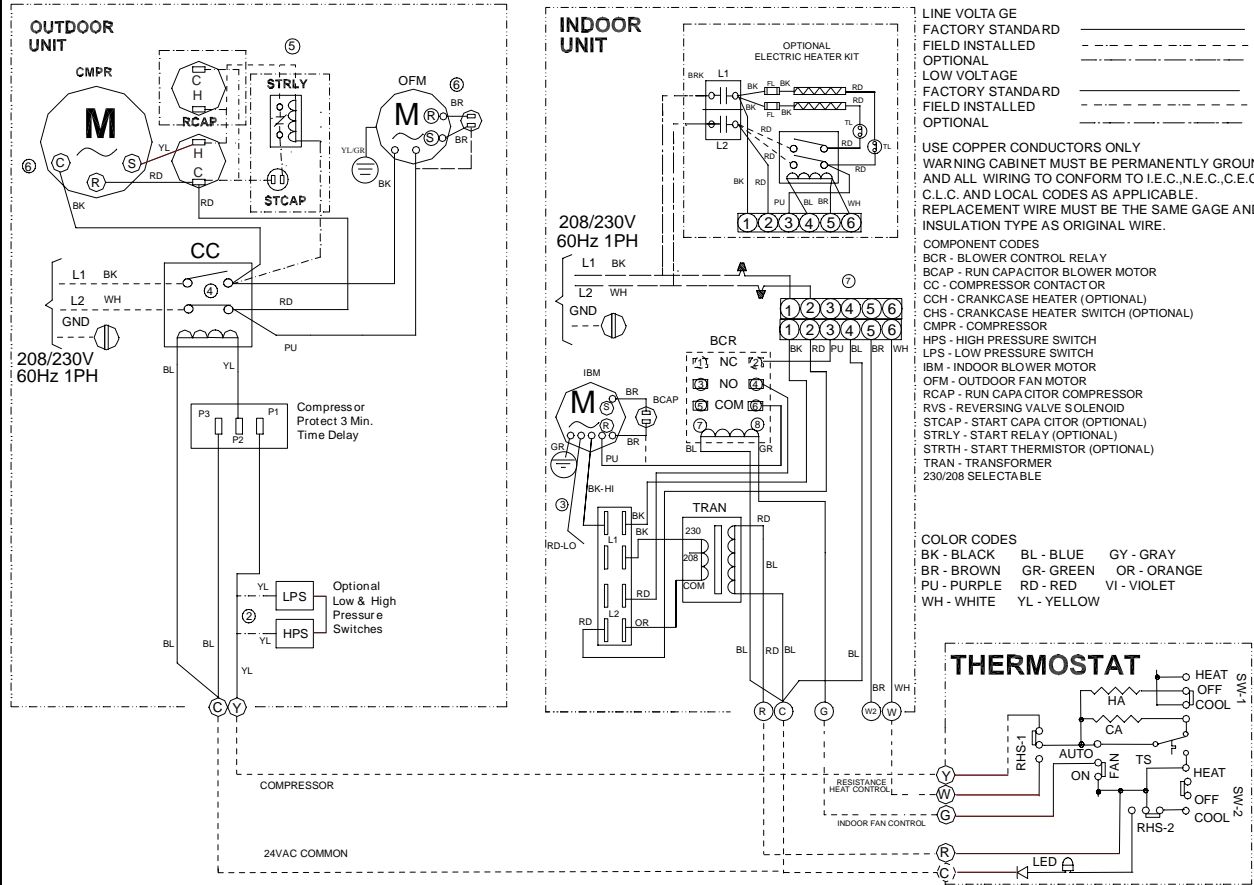 OUTDOOR
UNIT
CMPR
M
C
S
R
6
YL
RD
BK
C
H
RCAP
H
C
RD
5
STRLY
STCAP
OFM
6
M
R
S
BR
BR
YL/GR
BK
CC
L1 BK
L2 WH
GND
4
RD
PU
208/230V
60Hz 1PH
BL
YL
P3
P1
P2
Compressor
Protect 3 Min.
Time Delay
YL
LPS
2
HPS
YL
Optional
Low & High
Pressure
Switches
BL
BL
YL
C Y
INDOOR
UNIT
OPTIONAL
ELECTRIC HEATER KIT
BRK
L1
L2
BK FL BK
RD
BK FL BK
RD
RD
TL
TL
RD
RD
RD
BK RD PU BL BR WH
1 2 3 4 5 6
208/230V
60Hz 1PH
L1 BK
L2 WH
GND
7
1 2 3 4 5 6
1 2 3 4 5 6
BK RD PU BL BR WH
BCR
1 NC 2
3 NO 4
5 COM 6
7 8
BL GR
IBM
M
S
R
BR
BCAP
BR
GR
PU
BK-HI
3
RD-LO
BK
L1
BK
RD
L2
RD
OR
TRAN
230
208
COM
RD
BL
BL RD BL
BL
BR WH
R C G W2 W
COMPRESSOR
24VAC COMMON
RESISTANCE
HEAT CONTROL
INDOOR FAN CONTROL
LINE VOLTA GE
FACTORY STANDARD
FIELD INSTALLED
OPTIONAL
LOW VOLTAGE
FACTORY STANDARD
FIELD INSTALLED
OPTIONAL
USE COPPER CONDUCTORS ONLY
WARNING CABINET MUST BE PERMANENTLY GROUN
AND ALL WIRING TO CONFORM TO I.E.C.,N.E.C.,C.E.C
C.L.C. AND LOCAL CODES AS APPLICABLE.
REPLACEMENT WIRE MUST BE THE SAME GAGE AND
INSULATION TYPE AS ORIGINAL WIRE.
COMPONENT CODES
BCR - BLOWER CONTROL RELAY
BCAP - RUN CAPACITOR BLOWER MOTOR
CC - COMPRESSOR CONTACTOR
CCH - CRANKCASE HEATER (OPTIONAL)
CHS - CRANKCASE HEATER SWITCH (OPTIONAL)
CMPR - COMPRESSOR
HPS - HIGH PRESSURE SWITCH
LPS - LOW PRESSURE SWITCH
IBM - INDOOR BLOWER MOTOR
OFM - OUTDOOR FAN MOTOR
RCAP - RUN CAPACITOR COMPRESSOR
RVS - REVERSING VALVE SOLENOID
STCAP - START CAPA CITOR (OPTIONAL)
STRLY - START RELAY (OPTIONAL)
STRTH - START THERMISTOR (OPTIONAL)
TRAN - TRANSFORMER
230/208 SELECTABLE
COLOR CODES
BK - BLACK BL - BLUE GY - GRAY
BR - BROWN GR- GREEN OR - ORANGE
PU - PURPLE RD - RED VI - VIOLET
WH - WHITE YL - YELLOW
THERMOSTAT
HEAT
OFF
COOL
SW-1
HA
CA
RHS-1
AUTO
ON
FAN
TS
HEAT
OFF
COOL
SW-2
RHS-2
Y
W
G
R
C
LED